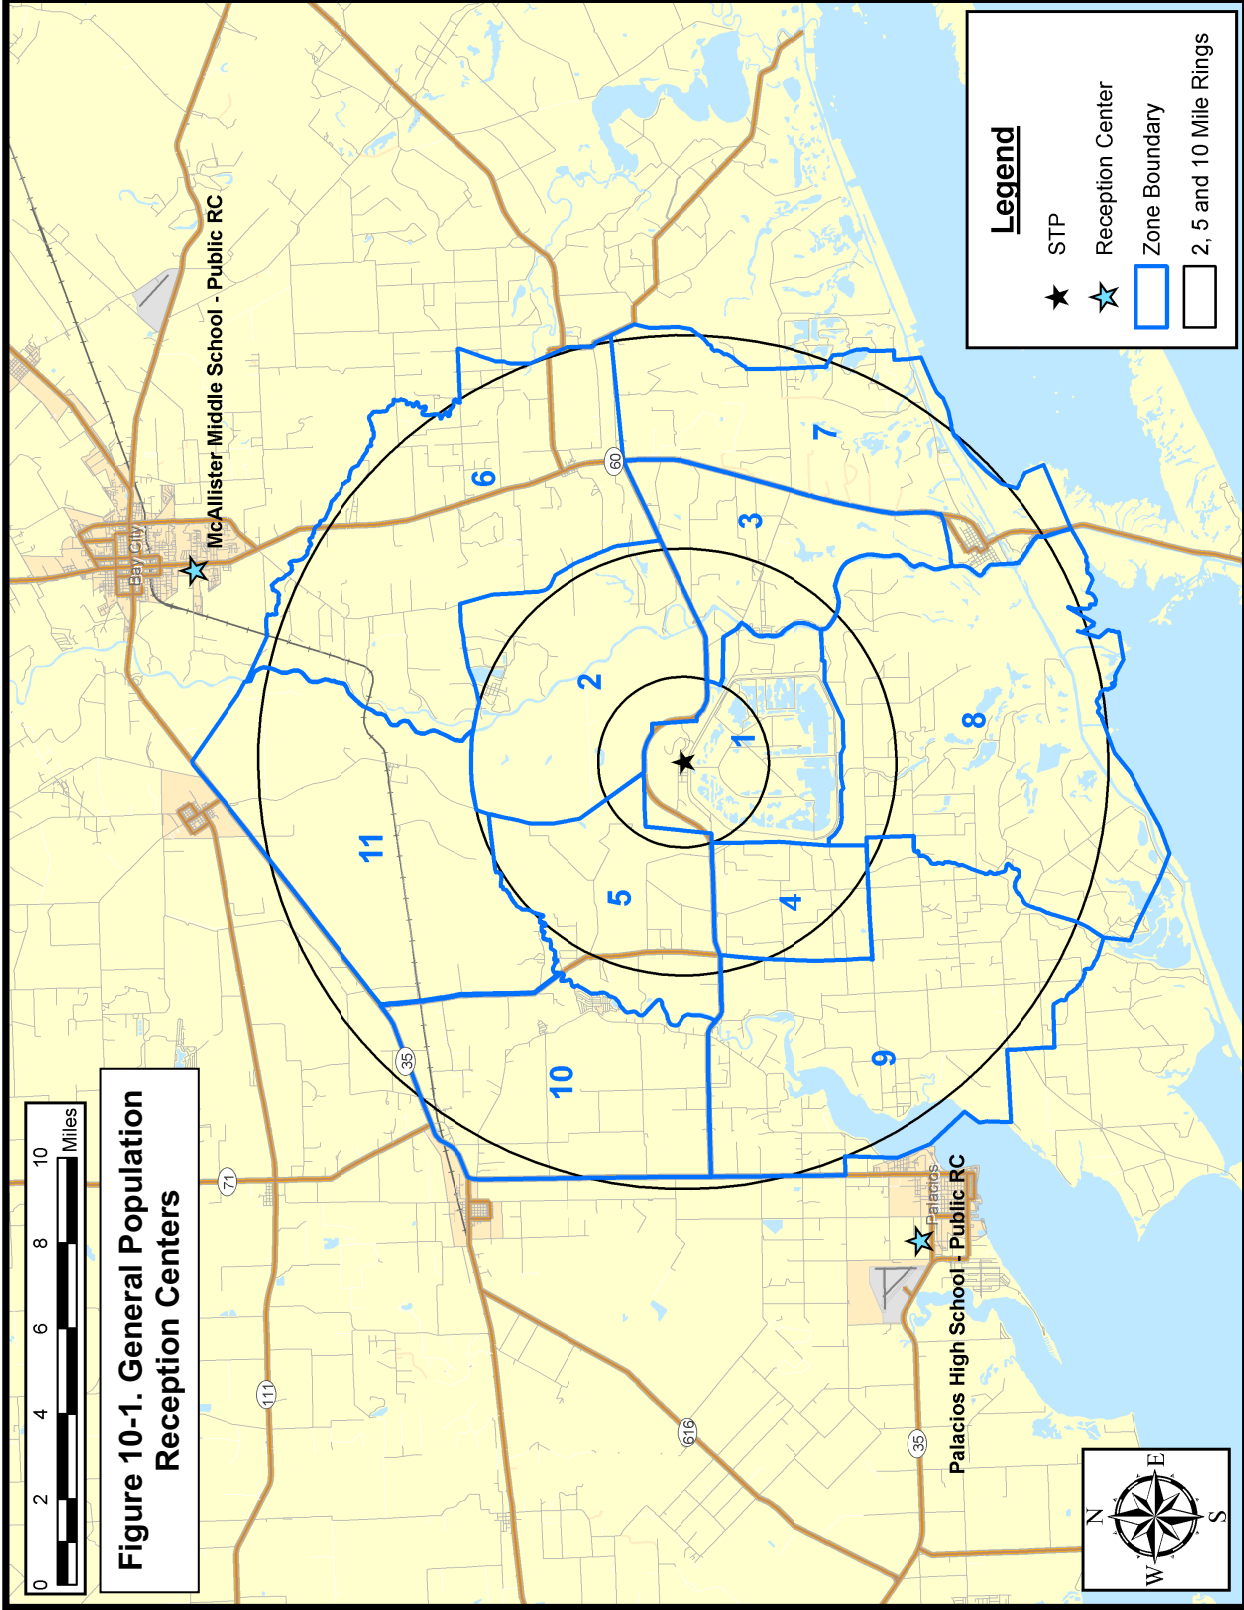 0 2 4 6 8 10
Miles
Figure 10-1. General Population
Reception Centers
71
111
35
616
35
60
Bay City
McAllister Middle School - Public RC
Palacios
Palacios High School - Public RC
1
2
3
4
5
6
7
8
9
10
11
Legend
STP
Reception Center
Zone Boundary
2, 5 and 10 Mile Rings
N
W
E
S